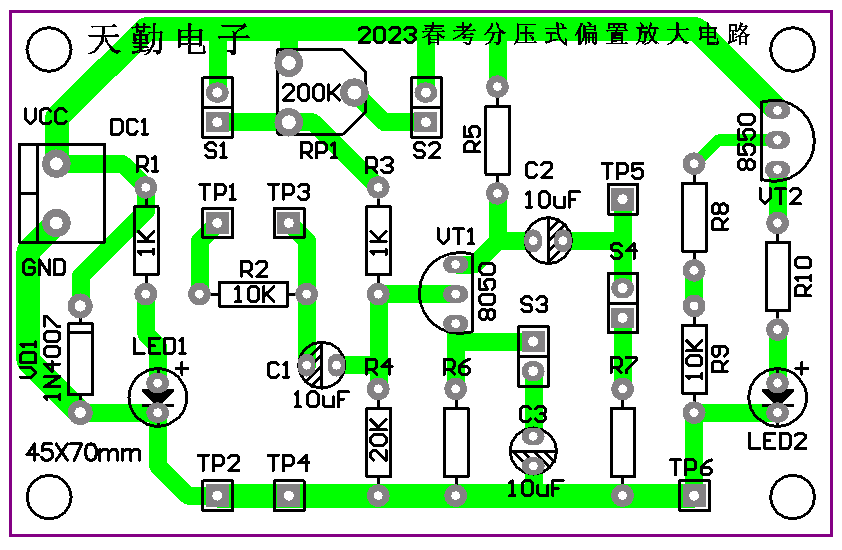 天勤电子
2023春考分压式偏置放大电路
VCC
DC1
200K
S1
RP1
S2
R5
8550
R1
R3
C2
TP5
VT2
TP1
TP3
10uF
R8
1K
1K
VT1
S4
GND
R2
10K
8050
R10
S3
VD1
1N4007
LED1
C1
R4
R6
R7
10K
R9
10uF
C3
20K
LED2
45X70mm
TP2
TP4
TP6
10uF